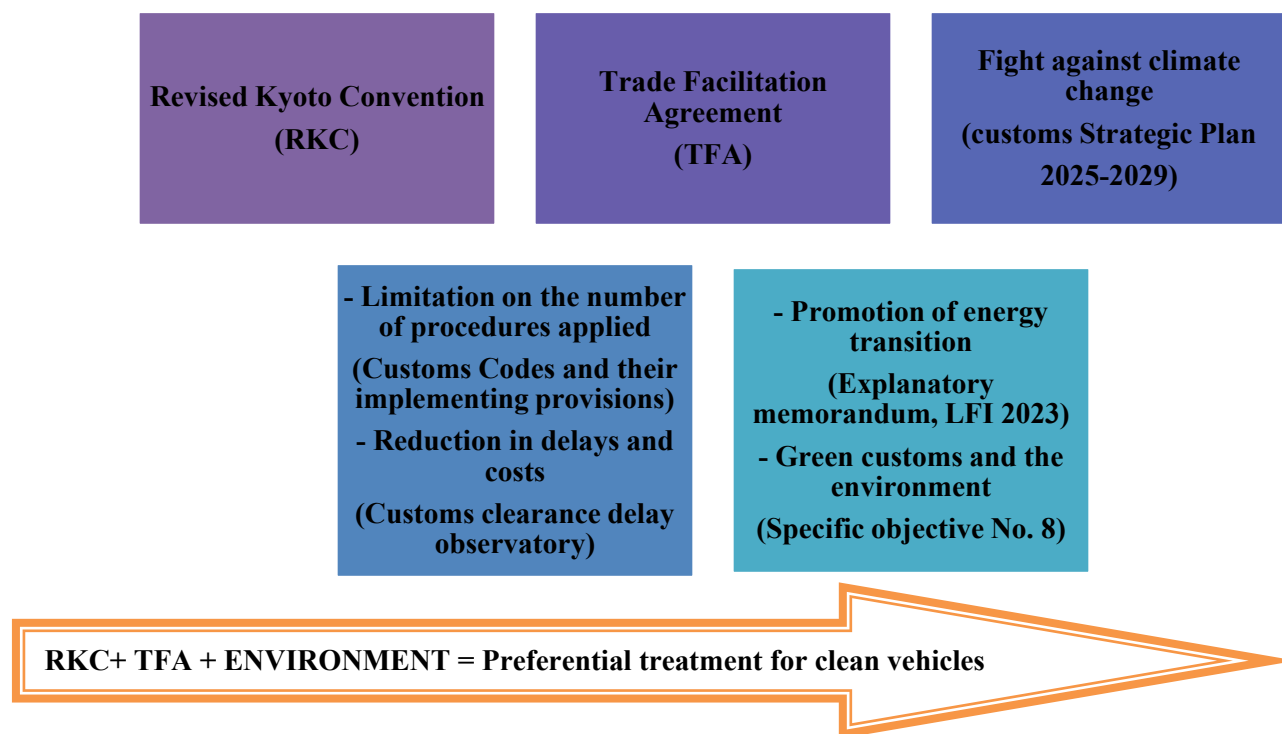 Revised Kyoto Convention
(RKC)
Trade Facilitation
Agreement
(TFA)
Fight against climate
change
(customs Strategic Plan
2025-2029)
- Limitation on the number
of procedures applied
(Customs Codes and their
implementing provisions)
- Reduction in delays and
costs
(Customs clearance delay
observatory)
- Promotion of energy
transition
(Explanatory
memorandum, LFI 2023)
- Green customs and the
environment
(Specific objective No. 8)
RKC+ TFA + ENVIRONMENT = Preferential treatment for clean vehicles